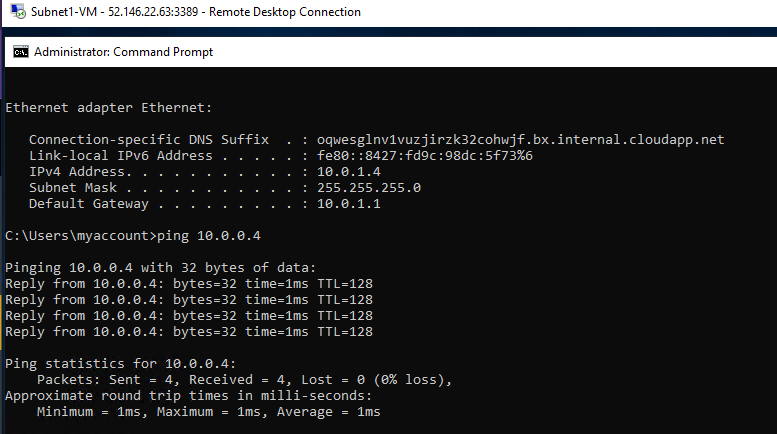 Subnet1-VM - 52.146.22.63:3389 - Remote Desktop Connection
Administrator: Command Prompt
Ethernet adapter Ethernet:
Connection-specific DNS Suffix  . : oqwesglnv1vuzjirzk32cohwjf.bx.internal.cloudapp.net
Link-local IPv6 Address . . . . . : fe80::8427:fd9c:98dc:5f73%6
IPv4 Address. . . . . . . . . . . : 10.0.1.4
Subnet Mask . . . . . . . . . . . : 255.255.255.0
Default Gateway . . . . . . . . . : 10.0.1.1
C:\Users\myaccount>ping 10.0.0.4
Pinging 10.0.0.4 with 32 bytes of data:
Reply from 10.0.0.4: bytes=32 time=1ms TTL=128
Reply from 10.0.0.4: bytes=32 time=1ms TTL=128
Reply from 10.0.0.4: bytes=32 time=1ms TTL=128
Reply from 10.0.0.4: bytes=32 time=1ms TTL=128
Ping statistics for 10.0.0.4:
Packets: Sent = 4, Received = 4, Lost = 0 (0% loss),
Approximate round trip times in milli-seconds:
Minimum = 1ms, Maximum = 1ms, Average = 1ms